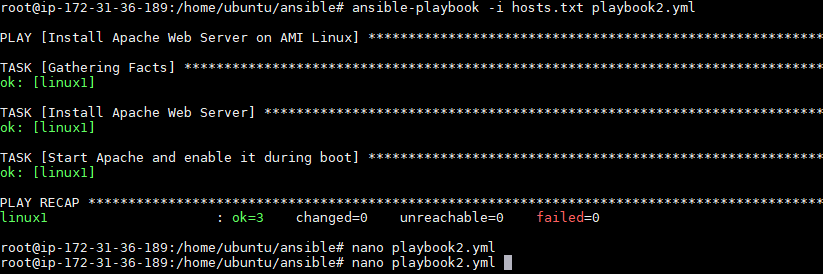 root@ip-172-31-36-189:/home/ubuntu/ansible# ansible-playbook -i hosts.txt playbook2.yml
PLAY [Install Apache Web Server on AMI Linux] *********************************************************
TASK [Gathering Facts] ********************************************************************************
ok: [linux1]
TASK [Install Apache Web Server] **********************************************************************
ok: [linux1]
TASK [Start Apache and enable it during boot] *********************************************************
ok: [linux1]
PLAY RECAP ********************************************************************************************
linux1                     : ok=3    changed=0    unreachable=0    failed=0
root@ip-172-31-36-189:/home/ubuntu/ansible# nano playbook2.yml
root@ip-172-31-36-189:/home/ubuntu/ansible# nano playbook2.yml